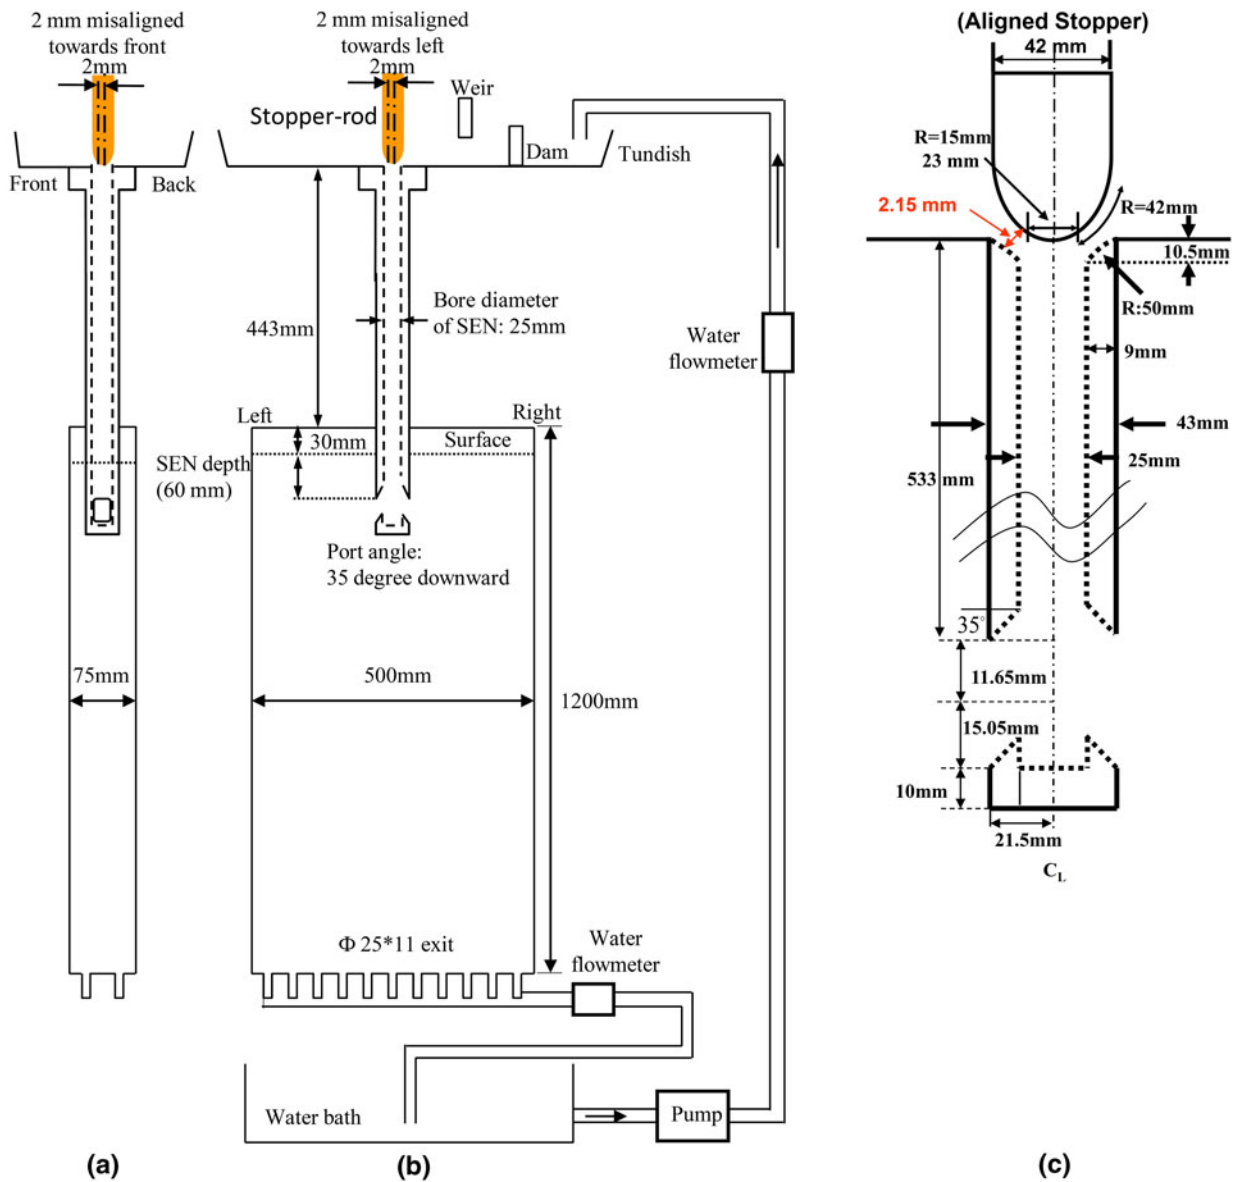 2 mm misaligned
towards front
2mm
Front
Back
SEN depth
(60 mm)
75mm
(a)
2 mm misaligned
towards left
2mm
Weir
Stopper-rod
Dam
Tundish
443mm
Bore diameter
of SEN: 25mm
Water
flowmeter
Left
Right
30mm
Surface
Port angle:
35 degree downward
500mm
1200mm
Φ 25*11 exit
Water
flowmeter
Water bath
Pump
(b)
(Aligned Stopper)
42 mm
R=15mm
23 mm
2.15 mm
R=42mm
10.5mm
R:50mm
9mm
43mm
25mm
533 mm
35°
11.65mm
15.05mm
10mm
21.5mm
CL
(c)